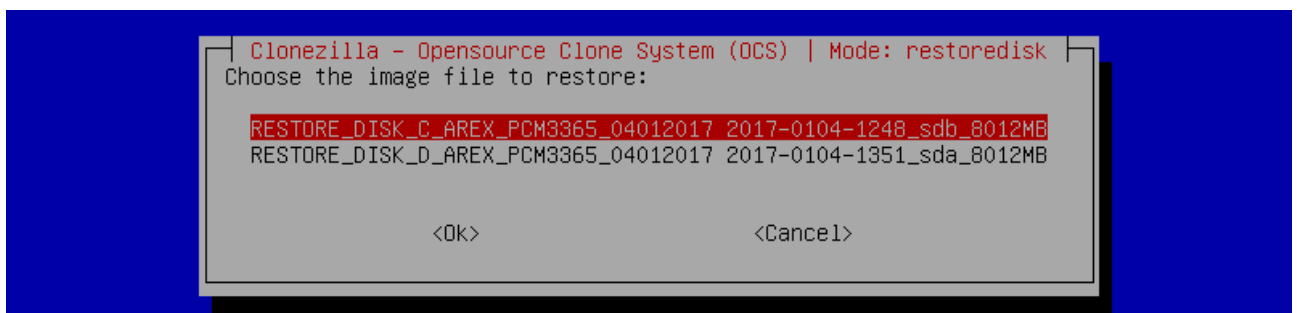 Clonezilla - Opensource Clone System (OCS) | Mode: restoredisk
Choose the image file to restore:
RESTORE_DISK_C_AREX_PCM3365_04012017 2017-0104-1248_sdb_8012MB
RESTORE_DISK_D_AREX_PCM3365_04012017 2017-0104-1351_sda_8012MB
<Ok> <Cancel>